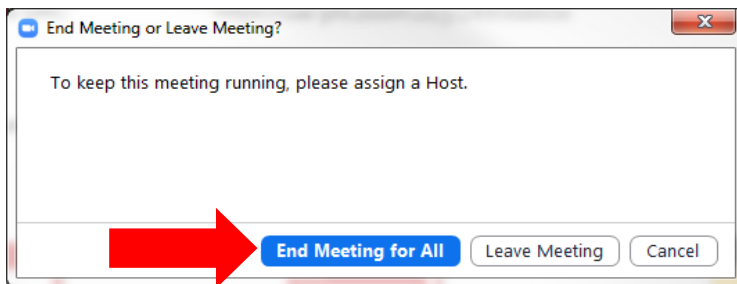 End Meeting or Leave Meeting?
To keep this meeting running, please assign a Host.
End Meeting for All Leave Meeting Cancel